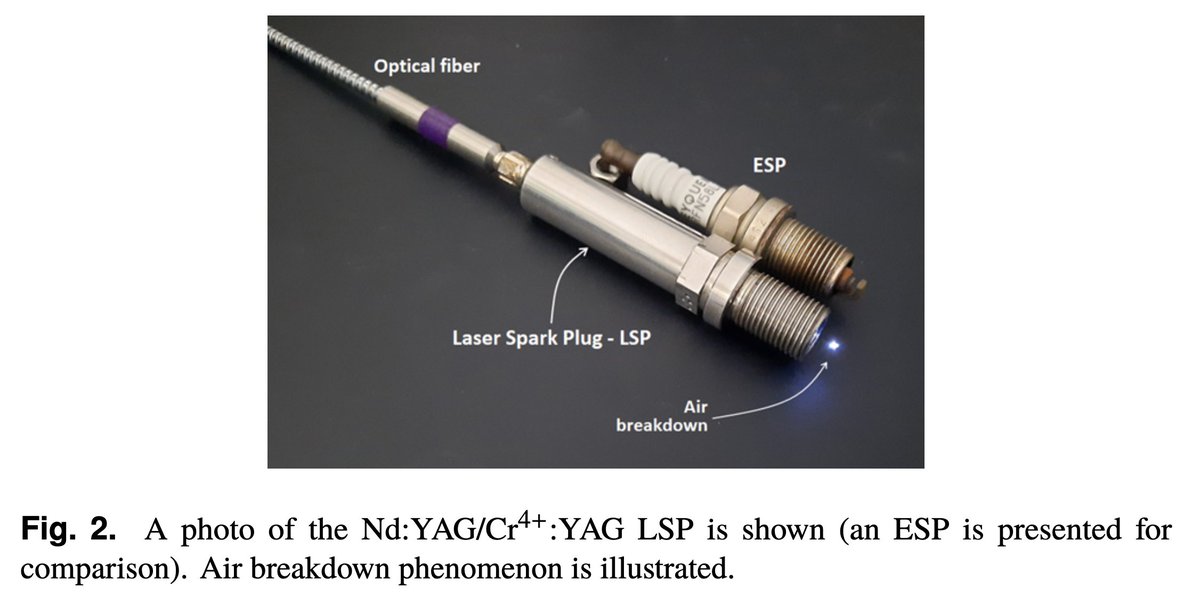 Optical fiber
ESP
Laser Spark Plug - LSP
Air
breakdown
Fig. 2. A photo of the Nd:YAG/Cr4+:YAG LSP is shown (an ESP is presented for
comparison). Air breakdown phenomenon is illustrated.